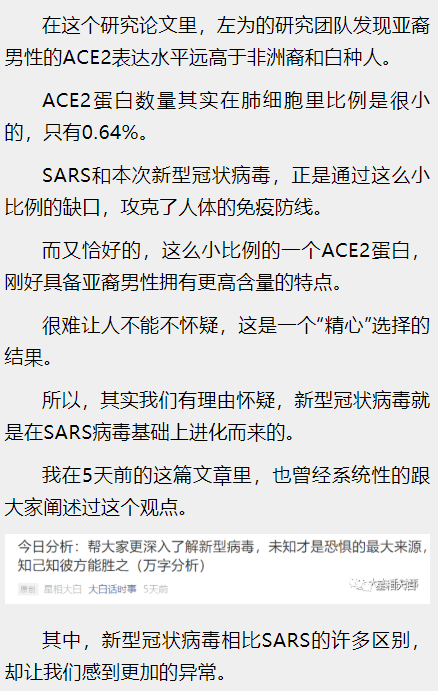 在这个研究论文里，左为的研究团队发现亚裔
男性的ACE2表达水平远高于非洲裔和白种人。
ACE2蛋白数量其实在肺细胞里比例是很小
的，只有0.64%。
SARS和本次新型冠状病毒，正是通过这么小
比例的缺口，攻克了人体的免疫防线。
而又恰好的，这么小比例的一个ACE2蛋白，
刚好具备亚裔男性拥有更高含量的特点。
很难让人不能不怀疑，这是一个“精心”选择的
结果。
所以，其实我们有理由怀疑，新型冠状病毒就
是在SARS病毒基础上进化而来的。
我在5天前的这篇文章里，也曾经系统性的跟
大家阐述过这个观点。
今日分析：帮大家更深入了解新型病毒，未知才是恐惧的最大来源，
知己知彼方能胜之（万字分析）
原创 星相大白 大白话时事 5天前
其中，新型冠状病毒相比SARS的许多区别，
却让我们感到更加的异常。